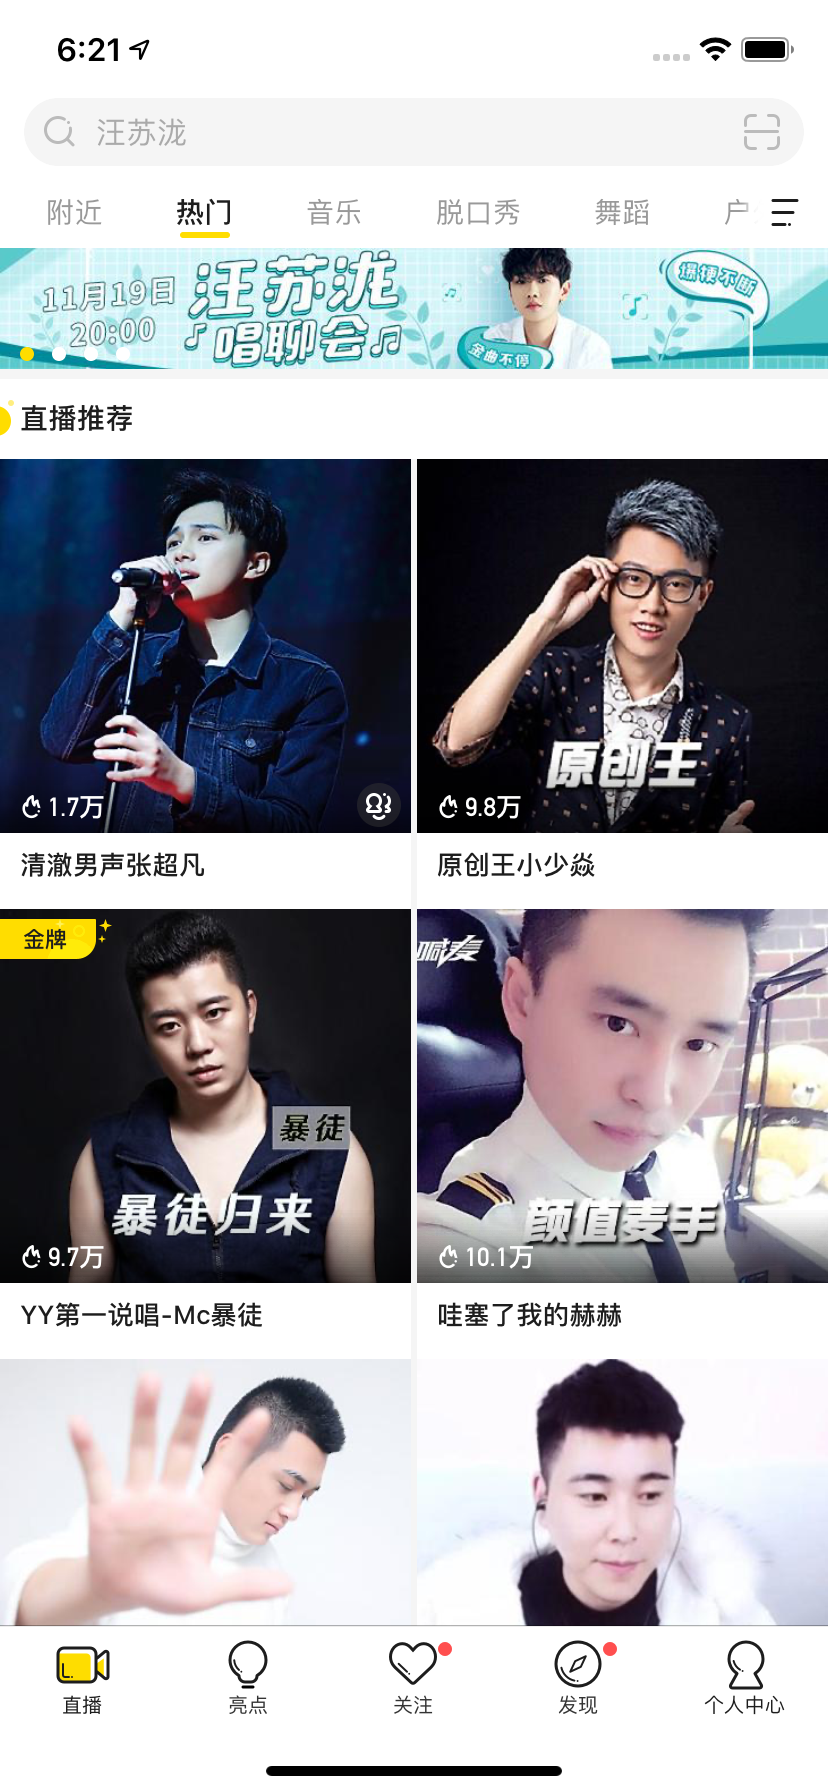 6:21
汪苏泷
附近 热门 音乐 脱口秀 舞蹈 户
11月19日
20:00
汪苏泷
唱聊会
金曲不停
爆梗不断
直播推荐
1.7万
原创王
9.8万
清澈男声张超凡
原创王小少焱
金牌
暴徒
暴徒归来
9.7万
喊麦
颜值麦手
10.1万
YY第一说唱-Mc暴徒
哇塞了我的赫赫
直播 亮点 关注 发现 个人中心